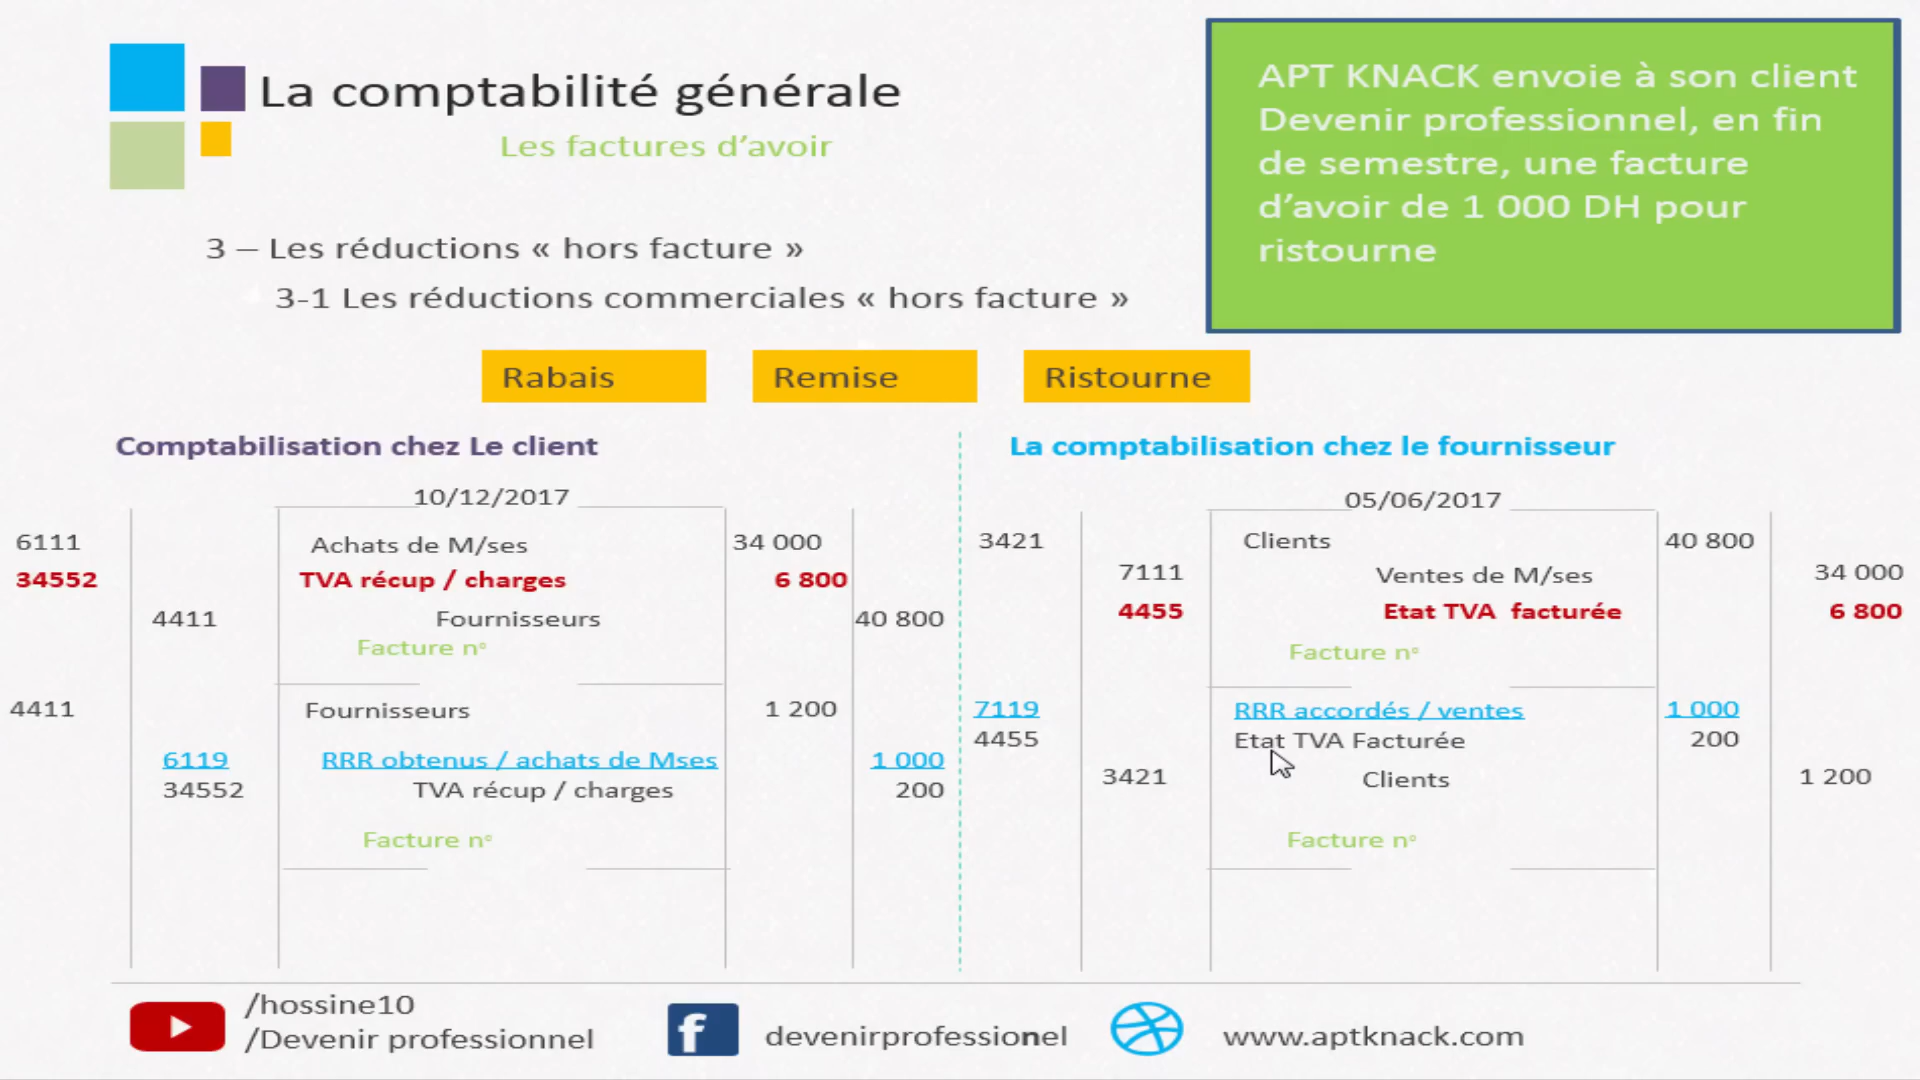 La comptabilité générale
Les factures d’avoir
APT KNACK envoie à son client
Devenir professionnel, en fin
de semestre, une facture
d’avoir de 1 000 DH pour
ristourne
3 – Les réductions « hors facture »
3-1 Les réductions commerciales « hors facture »
Rabais Remise Ristourne
Comptabilisation chez Le client
10/12/2017
6111 Achats de M/ses 34 000
34552 TVA récup / charges 6 800
4411 Fournisseurs 40 800
Facture n°
4411 Fournisseurs 1 200
6119 RRR obtenus / achats de Mses 1 000
34552 TVA récup / charges 200
Facture n°
La comptabilisation chez le fournisseur
05/06/2017
3421 Clients 40 800
7111 Ventes de M/ses 34 000
4455 Etat TVA facturée 6 800
Facture n°
7119 RRR accordés / ventes 1 000
4455 Etat TVA Facturée 200
3421 Clients 1 200
Facture n°
/hossine10
/Devenir professionnel
devenirprofessionel
www.aptknack.com